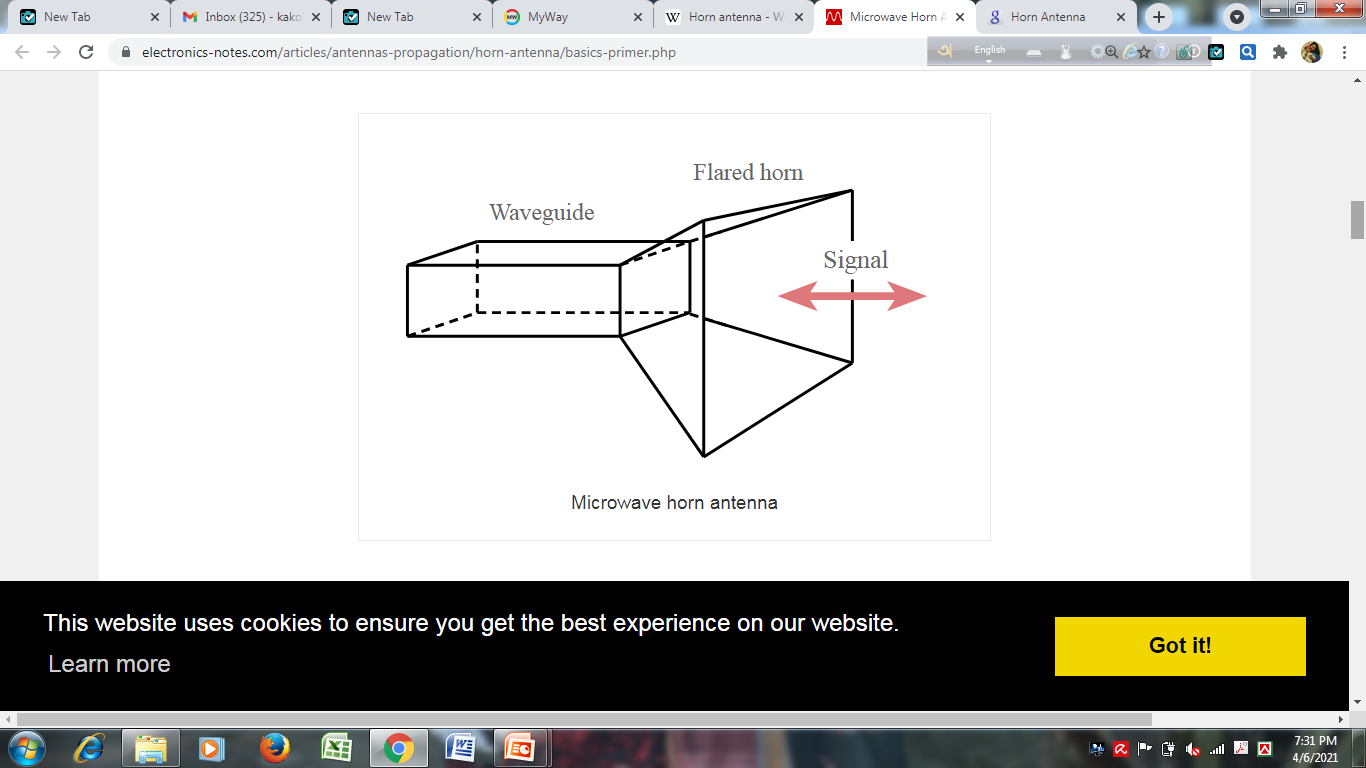 New Tab
Inbox (325) - kako
New Tab
MyWay
Horn antenna - W
Microwave Horn A
Horn Antenna
electronics-notes.com/articles/antennas-propagation/horn-antenna/basics-primer.php
English
Flared horn
Waveguide
Signal
Microwave horn antenna
This website uses cookies to ensure you get the best experience on our website.
Learn more
Got it!
7:31 PM
4/6/2021